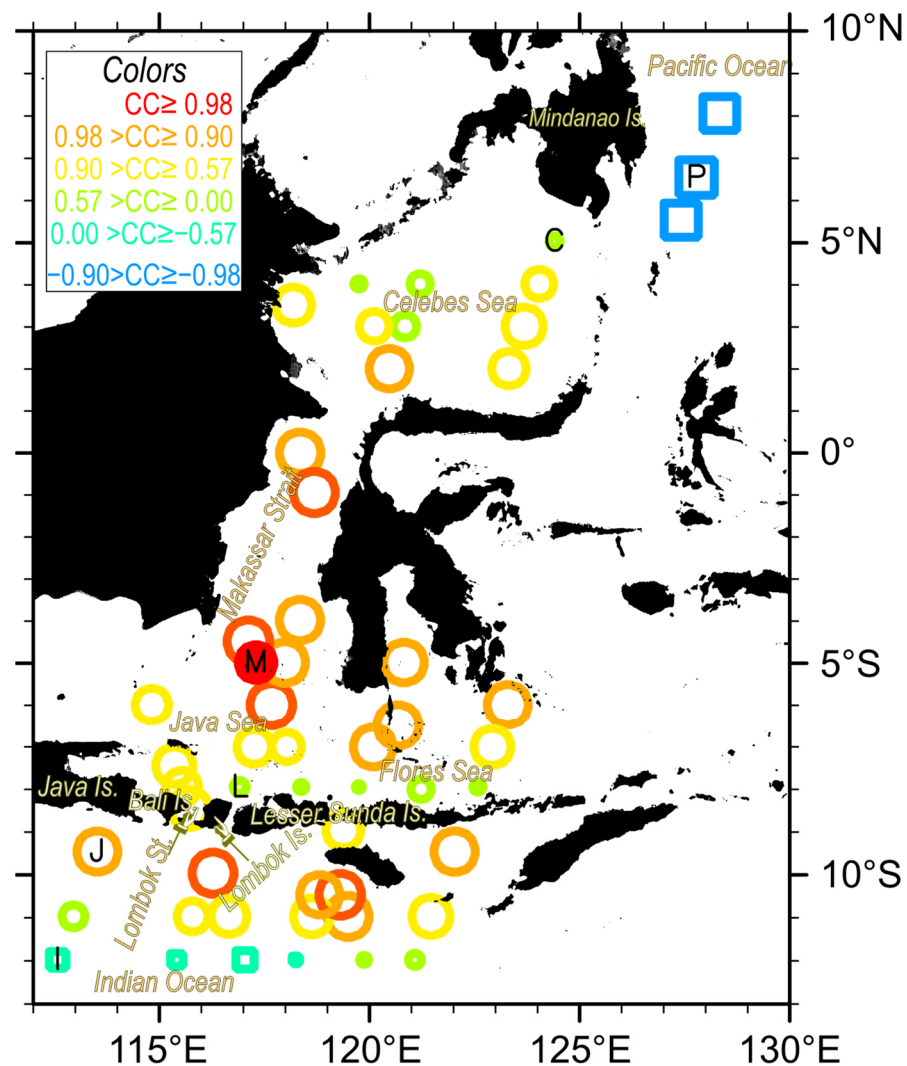 10°N
Colors
Pacific Ocean
CC≥ 0.98
Mindanao Is.
0.98 >CC≥ 0.90
0.90 >CC≥ 0.57
P
0.57 >CC≥ 0.00
0.00 >CC≥−0.57
C
5°N
−0.90>CC≥−0.98
Celebes Sea
0°
Makassar Strait
M
5°S
Java Sea
Flores Sea
Java Is.
Bali Is.
L
Lesser Sunda Is.
J
Lombok St.
Lombok Is.
10°S
I
Indian Ocean
115°E
120°E
125°E
130°E